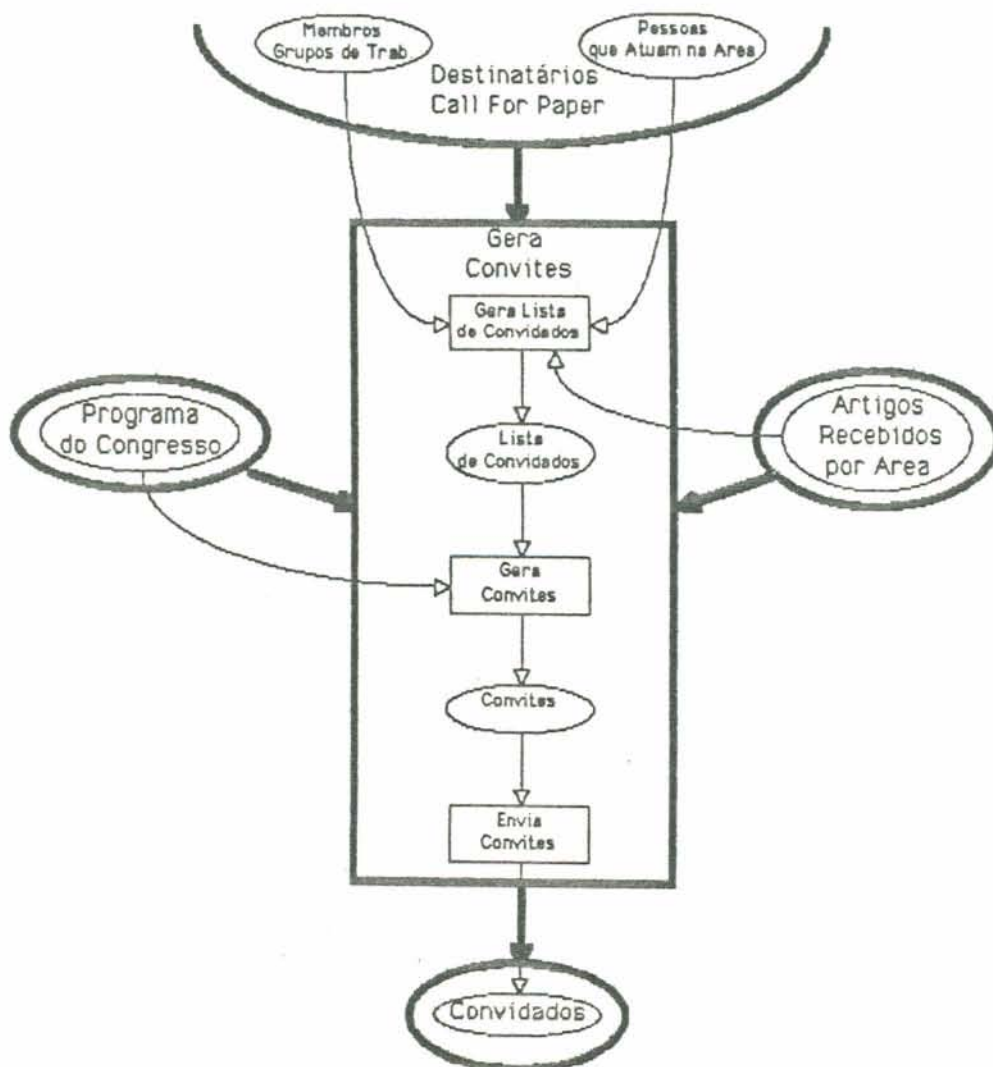 Membros
Grupos de Trab
Pessoas
que Atuam na Area
Destinatários
Call For Paper
Gera
Convites
Gera Lista
de Convidados
Programa
do Congresso
Lista
de Convidados
Artigos
Recebidos
por Area
Gera
Convites
Convites
Envia
Convites
Convidados